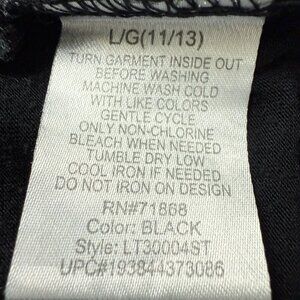 L/G(11/13)
TURN GARMENT INSIDE OUT
BEFORE WASHING
MACHINE WASH COLD
WITH LIKE COLORS
GENTLE CYCLE
ONLY NON-CHLORINE
BLEACH WHEN NEEDED
TUMBLE DRY LOW
COOL IRON IF NEEDED
DO NOT IRON ON DESIGN
RN#71868
Color: BLACK
Style: LT30004ST
UPC#193844373086